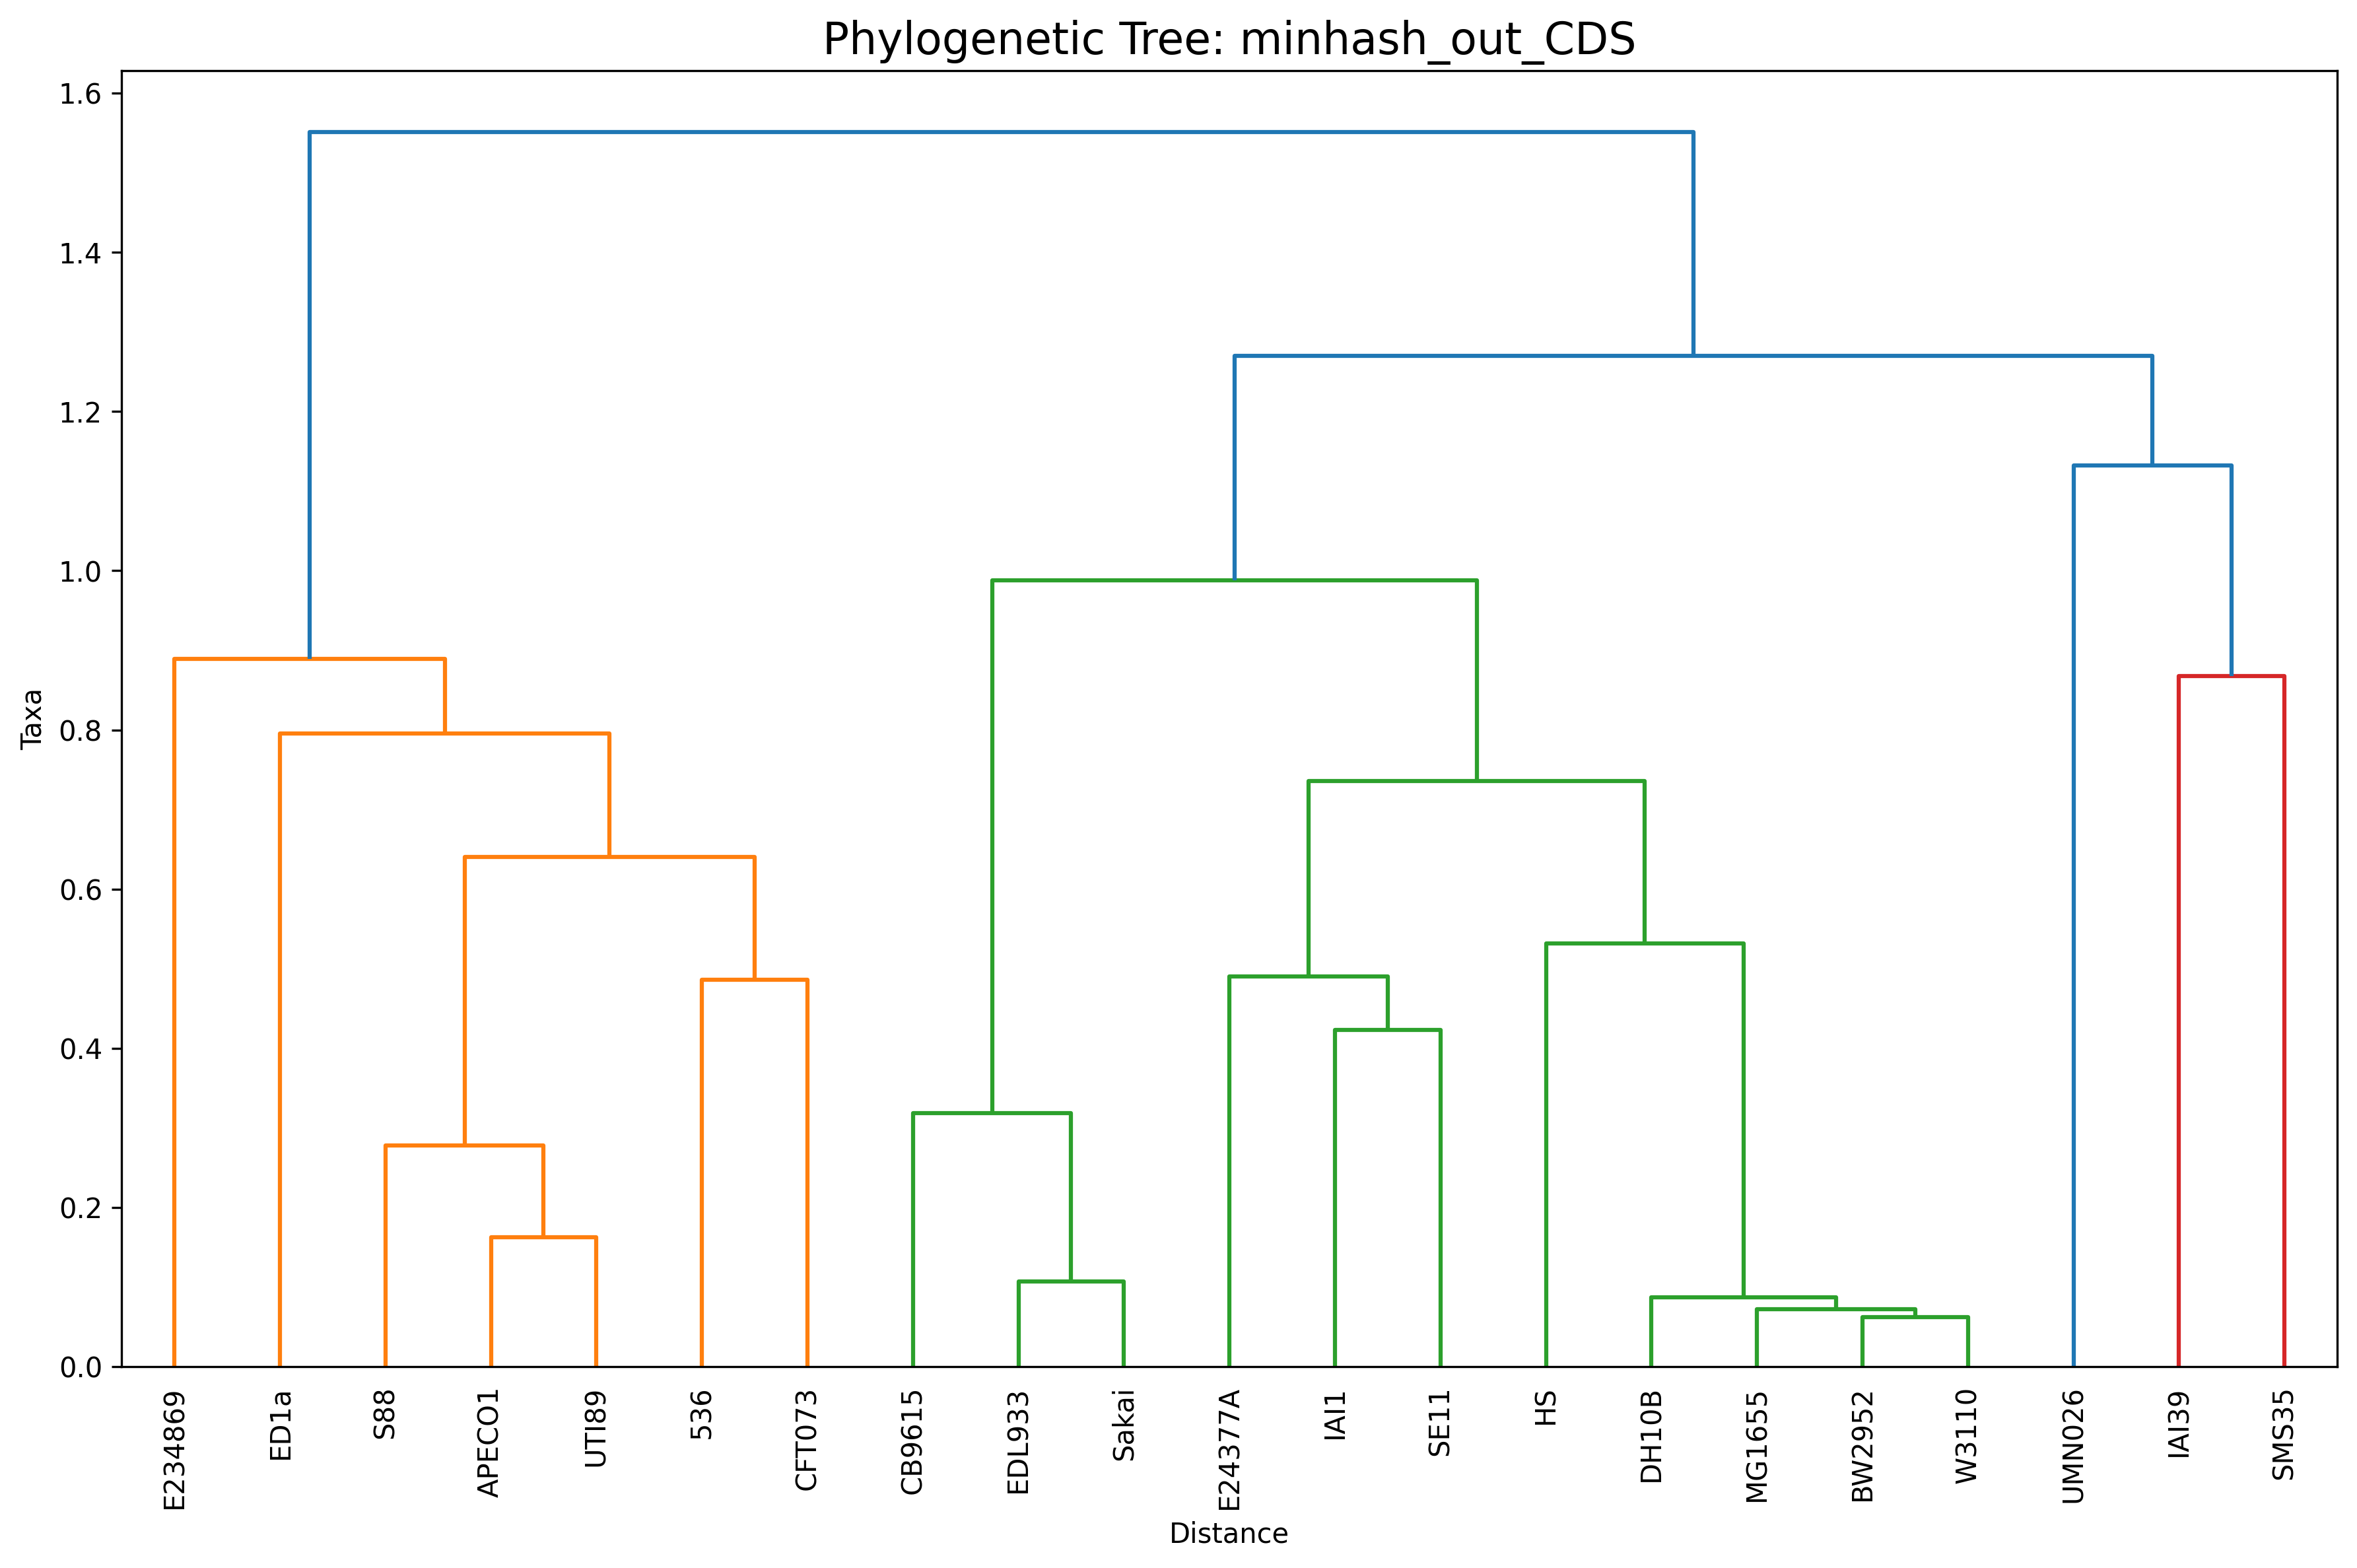 Phylogenetic Tree: minhash_out_CDS
1.6
1.4
1.2
1.0
0.8
0.6
0.4
0.2
0.0
Taxa
E234869
ED1a
S88
APECO1
UTI89
536
CFT073
CB9615
EDL933
Sakai
E24377A
IAI1
SE11
HS
DH10B
MG1655
BW2952
W3110
UMN026
IAI39
SMS35
Distance